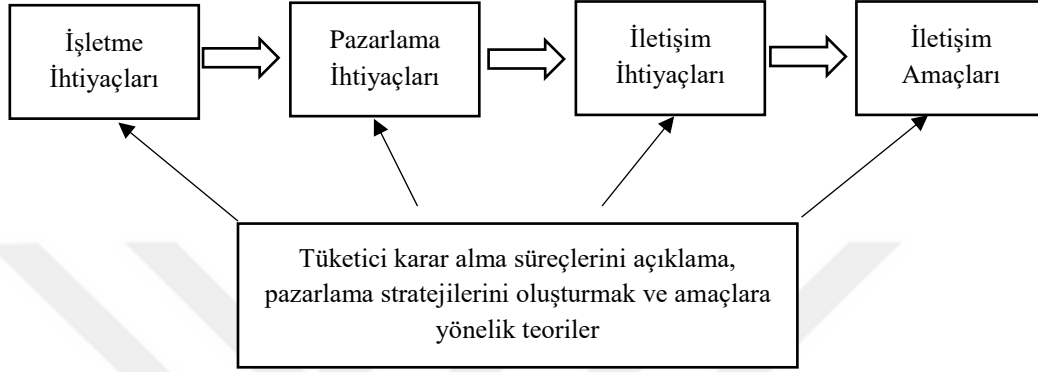 İşletme
İhtiyaçları
Pazarlama
İhtiyaçları
İletişim
İhtiyaçları
İletişim
Amaçları
Tüketici karar alma süreçlerini açıklama,
pazarlama stratejilerini oluşturmak ve amaçlara
yönelik teoriler